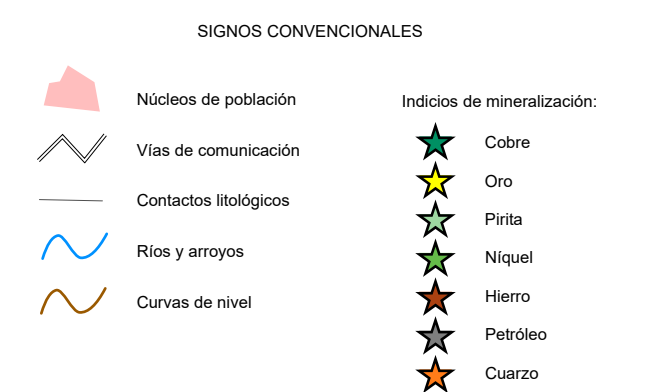 SIGNOS CONVENCIONALES
Núcleos de población
Vías de comunicación
Contactos litológicos
Ríos y arroyos
Curvas de nivel
Indicios de mineralización:
Cobre
Oro
Pirita
Níquel
Hierro
Petróleo
Cuarzo